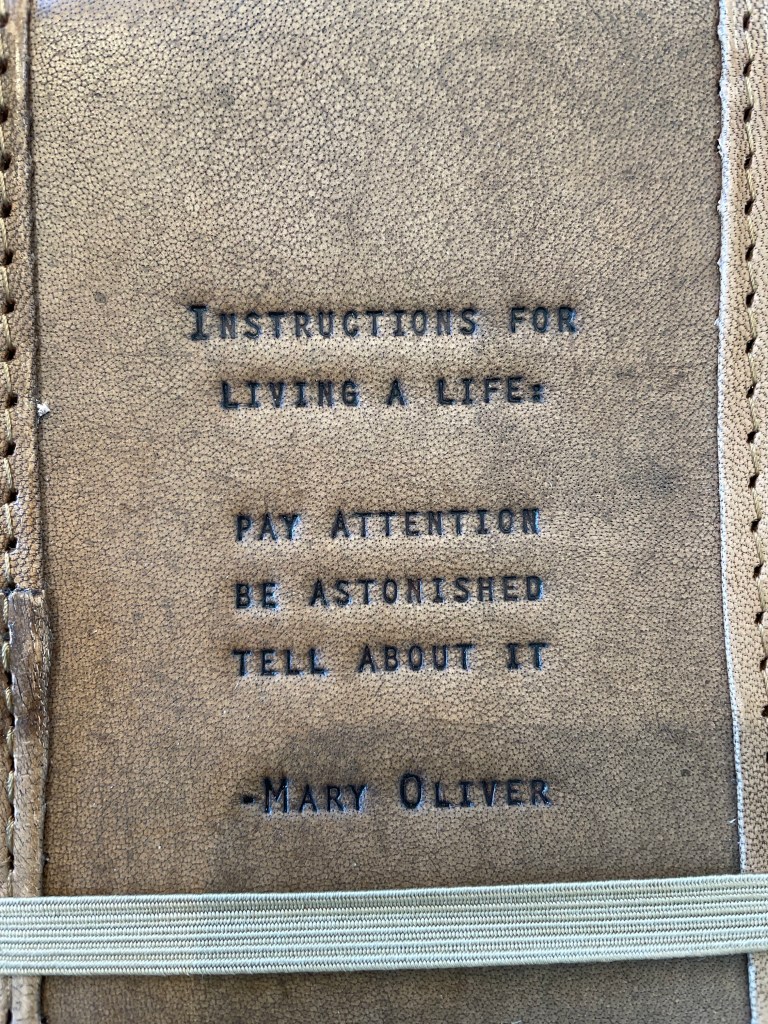 Instructions for
living a life:
pay attention
be astonished
tell about it
-Mary Oliver